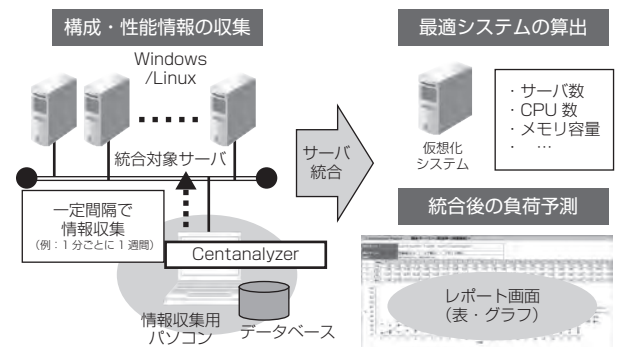 構成・性能情報の収集
Windows
/Linux
統合対象サーバ
一定間隔で
情報収集
（例：1 分ごとに 1 週間）
Centanalyzer
情報収集用
パソコン
データベース
サーバ
統合
最適システムの算出
仮想化
システム
・サーバ数
・CPU 数
・メモリ容量
・ …
統合後の負荷予測
レポート画面
（表・グラフ）